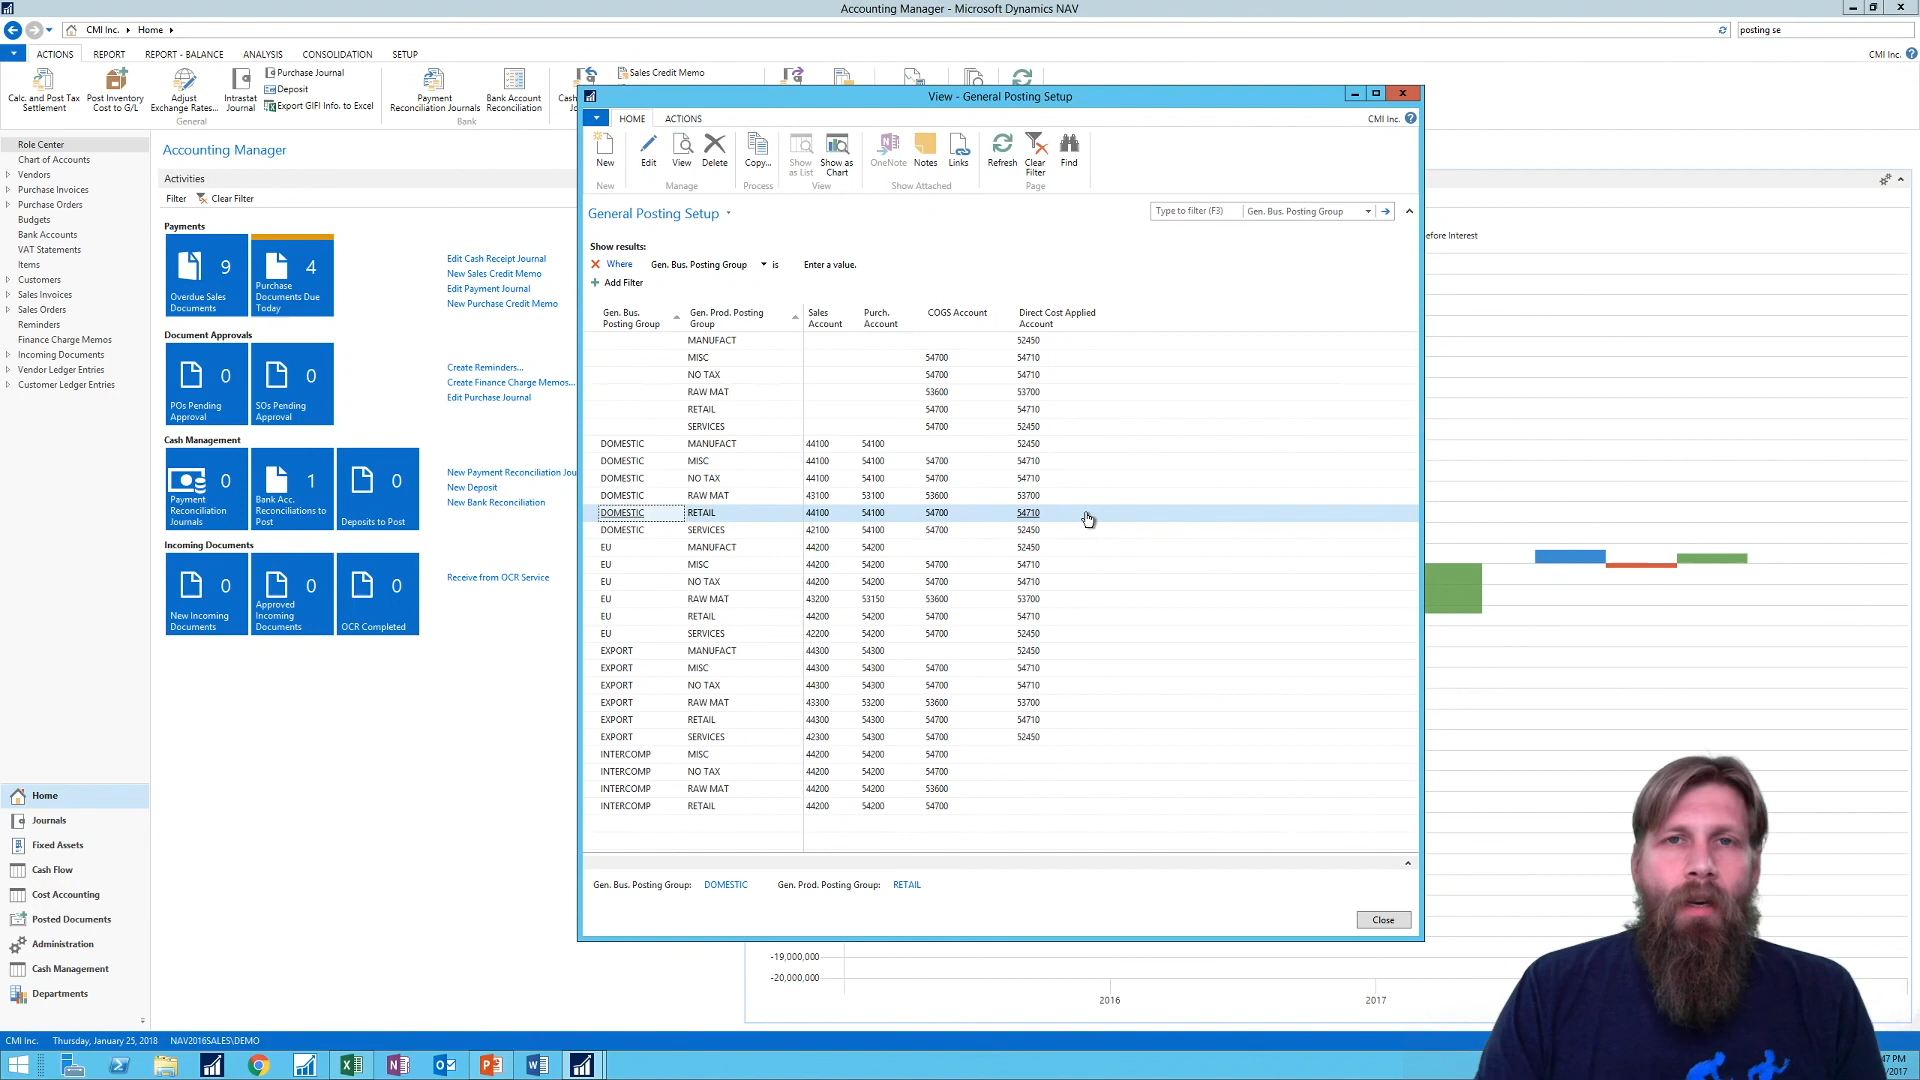 Accounting Manager - Microsoft Dynamics NAV
CMI Inc. Home
posting se
ACTIONS REPORT REPORT - BALANCE ANALYSIS CONSOLIDATION SETUP
CMI Inc.
Calc. and Post Tax Settlement
Post Inventory Cost to G/L
Adjust Exchange Rates...
Intrastat Journal
Purchase Journal
Deposit
Export GIFI Info. to Excel
General
Payment Reconciliation Journals
Bank Account Reconciliation
Bank
Sales Credit Memo
Role Center
Chart of Accounts
Vendors
Purchase Invoices
Purchase Orders
Budgets
Bank Accounts
VAT Statements
Items
Customers
Sales Invoices
Sales Orders
Reminders
Finance Charge Memos
Incoming Documents
Vendor Ledger Entries
Customer Ledger Entries
Home
Journals
Fixed Assets
Cash Flow
Cost Accounting
Posted Documents
Administration
Cash Management
Departments
Accounting Manager
Activities
Filter Clear Filter
Payments
9
Overdue Sales Documents
4
Purchase Documents Due Today
Edit Cash Receipt Journal
New Sales Credit Memo
Edit Payment Journal
New Purchase Credit Memo
Document Approvals
0
POs Pending Approval
0
SOs Pending Approval
Create Reminders...
Create Finance Charge Memos...
Edit Purchase Journal
Cash Management
0
Payment Reconciliation Journals
1
Bank Acc. Reconciliations to Post
0
Deposits to Post
New Payment Reconciliation Jou
New Deposit
New Bank Reconciliation
Incoming Documents
0
New Incoming Documents
0
Approved Incoming Documents
0
OCR Completed
Receive from OCR Service
View - General Posting Setup
HOME ACTIONS
CMI Inc.
New Edit View Delete Copy... Show as List Show as Chart OneNote Notes Links Refresh Clear Filter Find
New Manage Process View Show Attached Page
General Posting Setup
Type to filter (F3) Gen. Bus. Posting Group
Show results:
Where Gen. Bus. Posting Group is Enter a value.
Add Filter
Gen. Bus. Posting Group Gen. Prod. Posting Group Sales Account Purch. Account COGS Account Direct Cost Applied Account
MANUFACT 52450
MISC 54700 54710
NO TAX 54700 54710
RAW MAT 53600 53700
RETAIL 54700 54710
SERVICES 54700 52450
DOMESTIC MANUFACT 44100 54100 52450
DOMESTIC MISC 44100 54100 54700 54710
DOMESTIC NO TAX 44100 54100 54700 54710
DOMESTIC RAW MAT 43100 53100 53600 53700
DOMESTIC RETAIL 44100 54100 54700 54710
DOMESTIC SERVICES 42100 54100 54700 52450
EU MANUFACT 44200 54200 52450
EU MISC 44200 54200 54700 54710
EU NO TAX 44200 54200 54700 54710
EU RAW MAT 43200 53150 53600 53700
EU RETAIL 44200 54200 54700 54710
EU SERVICES 42200 54200 54700 52450
EXPORT MANUFACT 44300 54300 52450
EXPORT MISC 44300 54300 54700 54710
EXPORT NO TAX 44300 54300 54700 54710
EXPORT RAW MAT 43300 53200 53600 53700
EXPORT RETAIL 44300 54300 54700 54710
EXPORT SERVICES 42300 54300 54700 52450
INTERCOMP MISC 44200 54200 54700
INTERCOMP NO TAX 44200 54200 54700
INTERCOMP RAW MAT 44200 54200 53600
INTERCOMP RETAIL 44200 54200 54700
Gen. Bus. Posting Group: DOMESTIC Gen. Prod. Posting Group: RETAIL
Close
efore Interest
-19,000,000
-20,000,000
2016 2017
CMI Inc. Thursday, January 25, 2018 NAV2016SALES\DEMO
47 PM
/2017